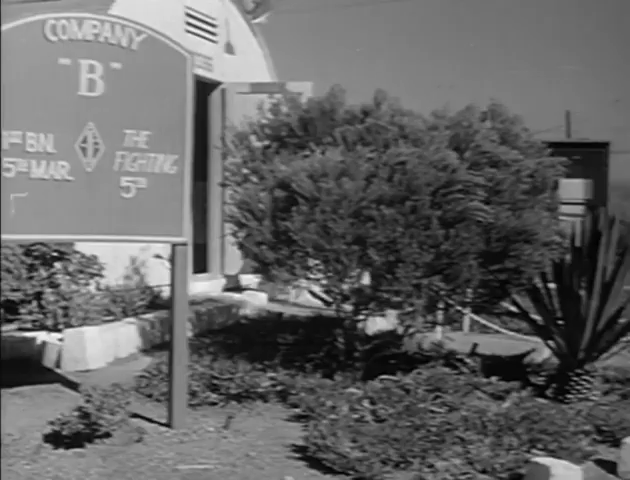 COMPANY
"B"
1ST BN.
5TH MAR.
THE
FIGHTING
5TH